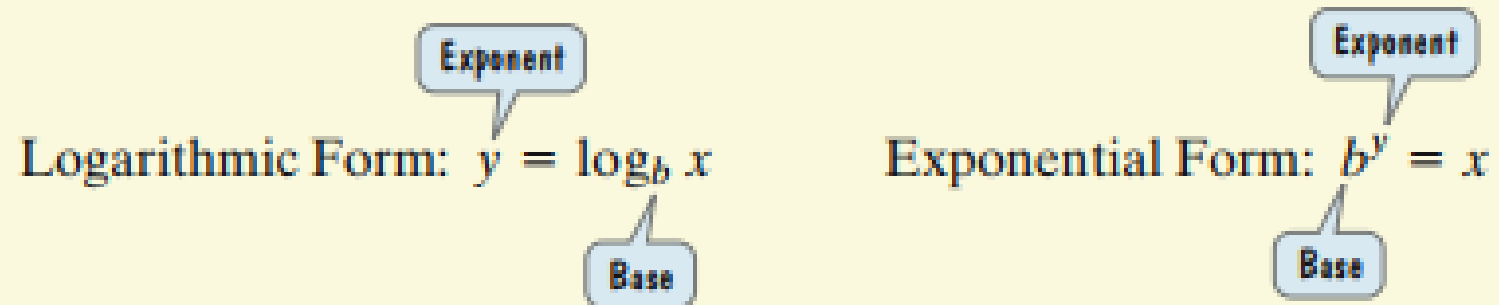 Exponent
Exponent
Logarithmic Form: y = log_b x
Exponential Form: b^y = x
Base
Base